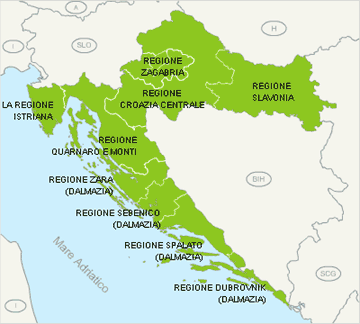 A
H
I
SLO
REGIONE
ZAGABRIA
REGIONE
CROAZIA CENTRALE
REGIONE
SLAVONIA
LA REGIONE
ISTRIANA
REGIONE
QUARNARO E MONTI
REGIONE ZARA
(DALMAZIA)
BIH
REGIONE SEBENICO
(DALMAZIA)
Mare Adriatico
REGIONE SPALATO
(DALMAZIA)
SCG
REGIONE DUBROVNIK
(DALMAZIA)
I